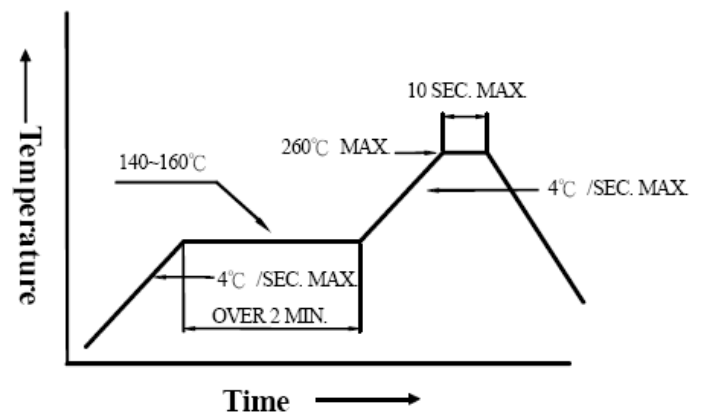 10 SEC. MAX.
260℃ MAX.
140~160℃
4℃ /SEC. MAX.
4℃ /SEC. MAX.
OVER 2 MIN.
Temperature
Time